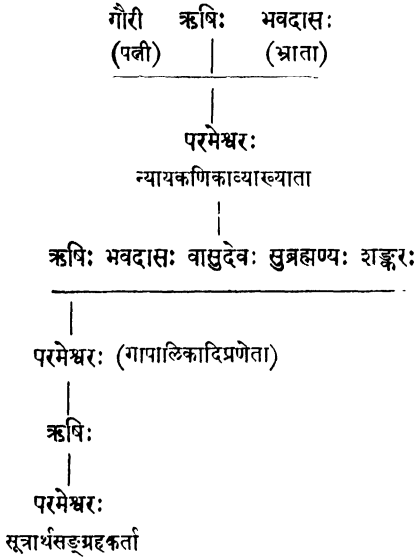 गौरी ऋषिः भवदासः
(पत्नी) (भ्राता)
परमेश्वरः
न्यायकणिकाव्याख्याता
ऋषिः भवदासः वासुदेवः सुब्रह्मण्यः शङ्करः
परमेश्वरः (गापालिकादिप्रणेता)
ऋषिः
परमेश्वरः
सूत्रार्थसङ्ग्रहकर्ता